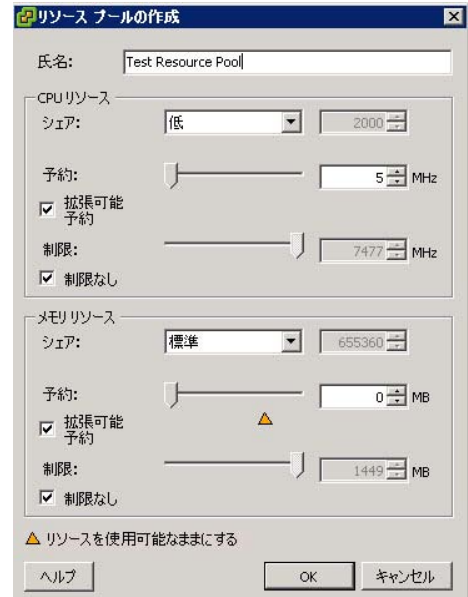 リソース プールの作成
氏名: Test Resource Pool
CPUリソース
シェア: 低 2000
予約: 5 MHz
拡張可能
予約
制限: 7477 MHz
制限なし
メモリ リソース
シェア: 標準 655360
予約: 0 MB
拡張可能
予約
制限: 1449 MB
制限なし
リソースを使用可能なままにする
ヘルプ OK キャンセル